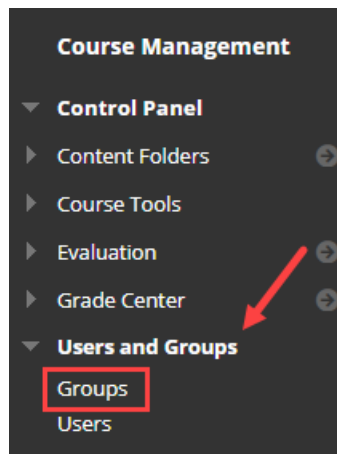 Course Management
Control Panel
Content Folders
Course Tools
Evaluation
Grade Center
Users and Groups
Groups
Users